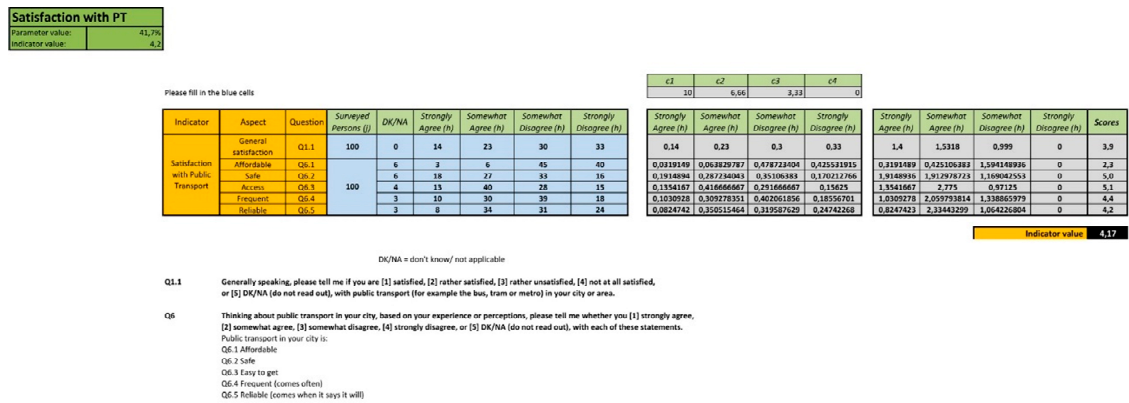 Satisfaction with PT
Parameter value: 41,7%
Indicator value: 4,2
c1 c2 c3 c4
Please fill in the blue cells 10 6,66 3,33 0
Indicator Aspect Question Surveyed Persons (j) DK/NA Strongly Agree (h) Somewhat Agree (h) Somewhat Disagree (h) Strongly Disagree (h) Strongly Agree (h) Somewhat Agree (h) Somewhat Disagree (h) Strongly Disagree (h) Strongly Agree (h) Somewhat Agree (h) Somewhat Disagree (h) Strongly Disagree (h) Scores
Satisfaction with Public Transport
General satisfaction Q1.1 100 0 14 23 30 33 0,14 0,23 0,3 0,33 1,4 1,5318 0,999 0 3,9
Affordable Q6.1 6 3 6 45 40 0,0319149 0,063829787 0,478723404 0,425531915 0,3191489 0,425106383 1,594148936 0 2,3
Safe Q6.2 6 18 27 33 16 0,1914894 0,287234043 0,35106383 0,170212766 1,9148936 1,912978723 1,169042553 0 5,0
Access Q6.3 100 4 13 40 28 15 0,1354167 0,416666667 0,291666667 0,15625 1,3541667 2,775 0,97125 0 5,1
Frequent Q6.4 3 10 30 39 18 0,1030928 0,309278351 0,402061856 0,18556701 1,0309278 2,059793814 1,338865979 0 4,4
Reliable Q6.5 3 8 34 31 24 0,0824742 0,350515464 0,319587629 0,24742268 0,8247423 2,33443299 1,064226804 0 4,2
Indicator value 4,17
DK/NA = don't know/ not applicable
Q1.1 Generally speaking, please tell me if you are [1] satisfied, [2] rather satisfied, [3] rather unsatisfied, [4] not at all satisfied,
or [5] DK/NA (do not read out), with public transport (for example the bus, tram or metro) in your city or area.
Q6 Thinking about public transport in your city, based on your experience or perceptions, please tell me whether you [1] strongly agree,
[2] somewhat agree, [3] somewhat disagree, [4] strongly disagree, or [5] DK/NA (do not read out), with each of these statements.
Public transport in your city is:
Q6.1 Affordable
Q6.2 Safe
Q6.3 Easy to get
Q6.4 Frequent (comes often)
Q6.5 Reliable (comes when it says it will)